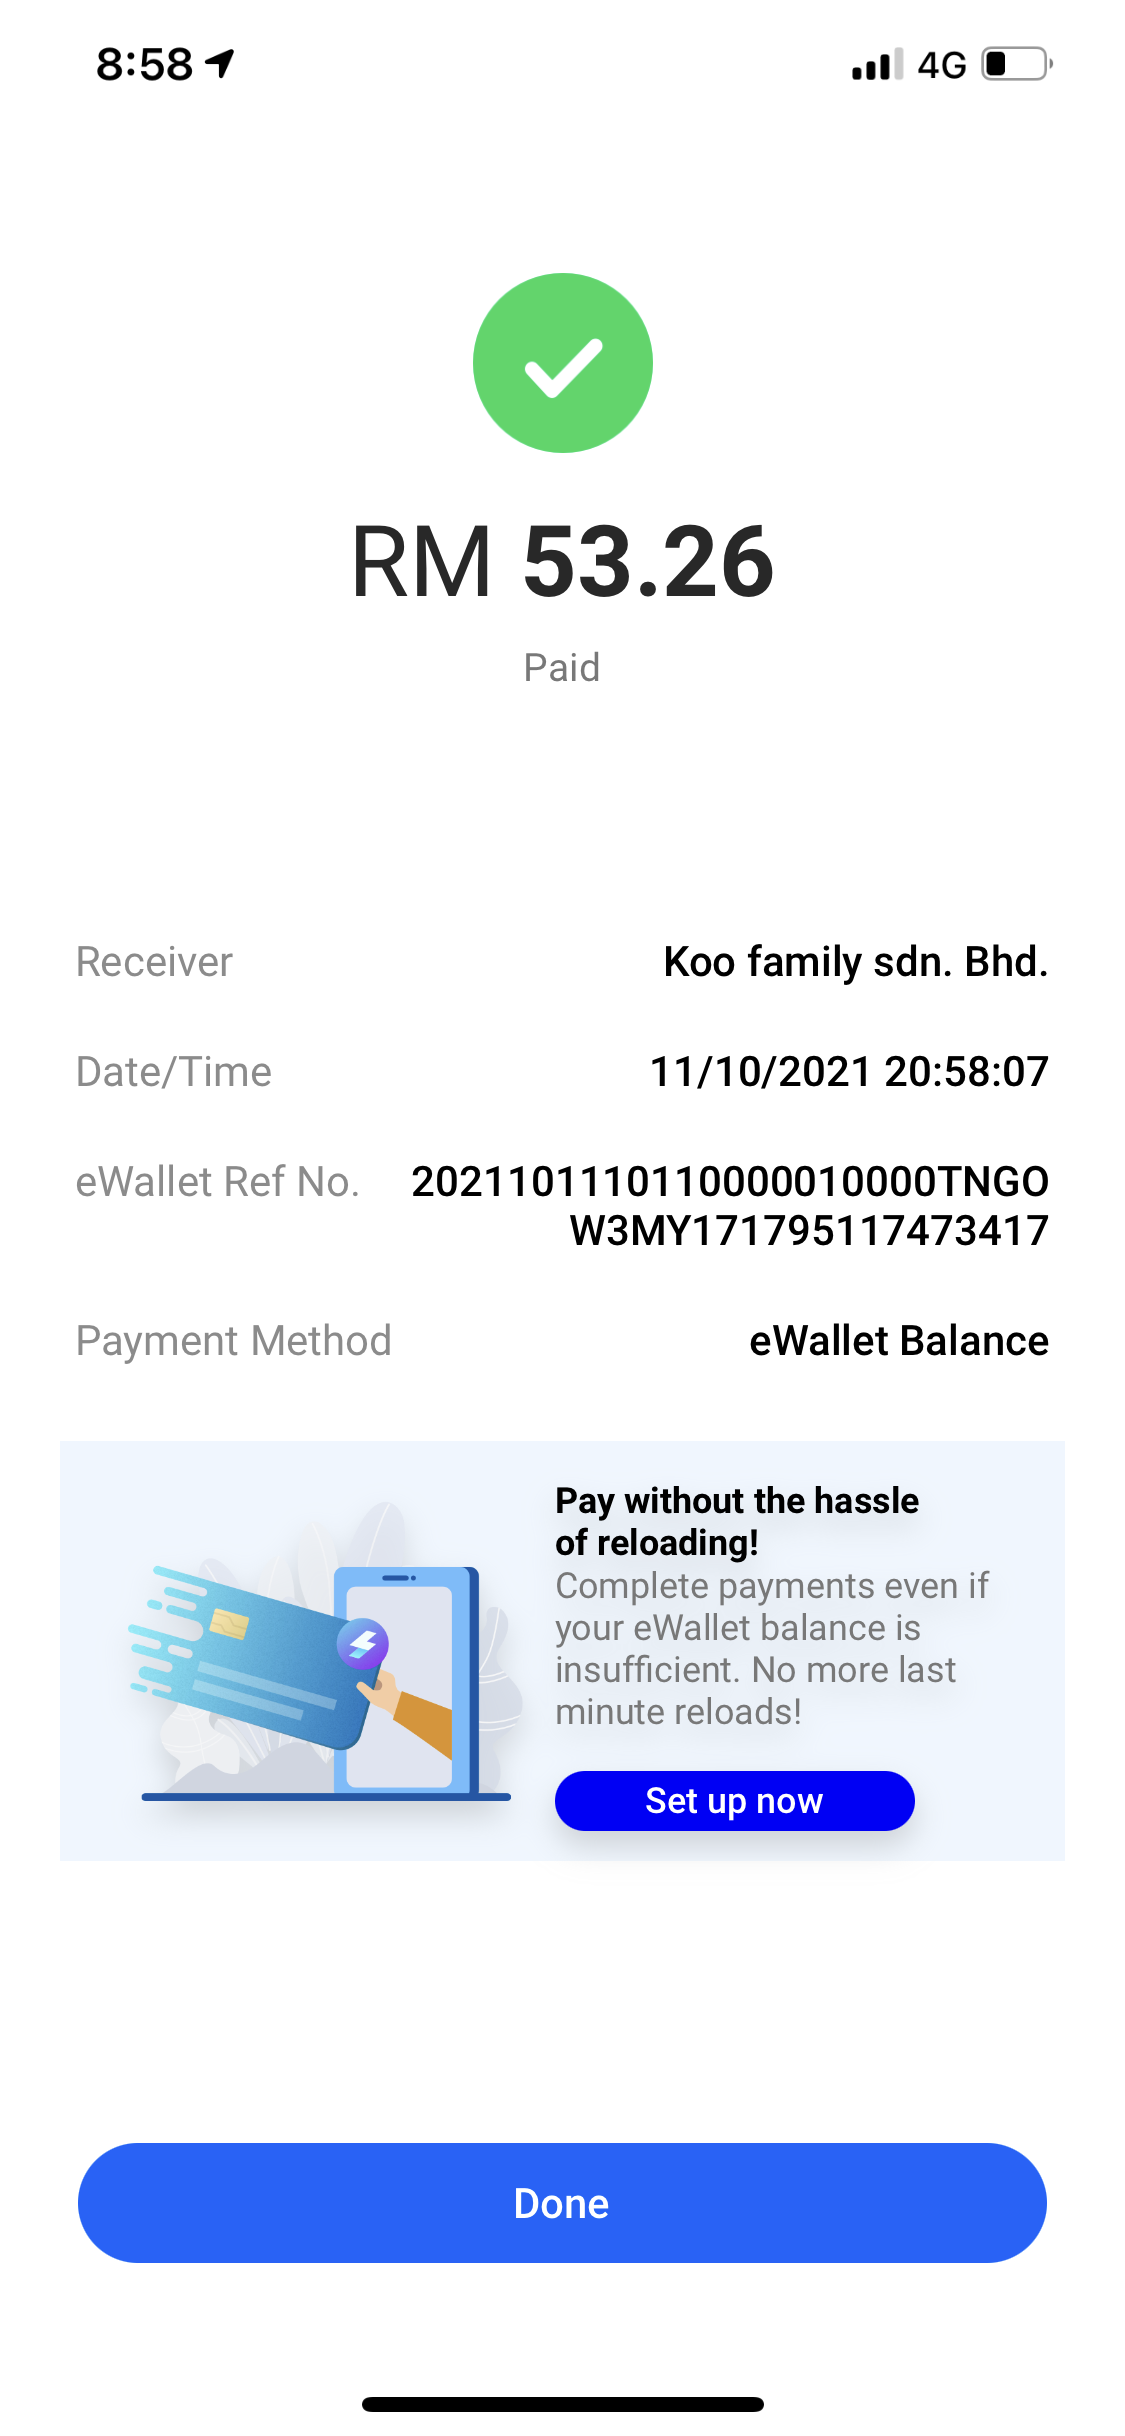 8:58
4G
RM 53.26
Paid
Receiver Koo family sdn. Bhd.
Date/Time 11/10/2021 20:58:07
eWallet Ref No. 20211011101110000010000TNGO
W3MY171795117473417
Payment Method eWallet Balance
Pay without the hassle
of reloading!
Complete payments even if
your eWallet balance is
insufficient. No more last
minute reloads!
Set up now
Done